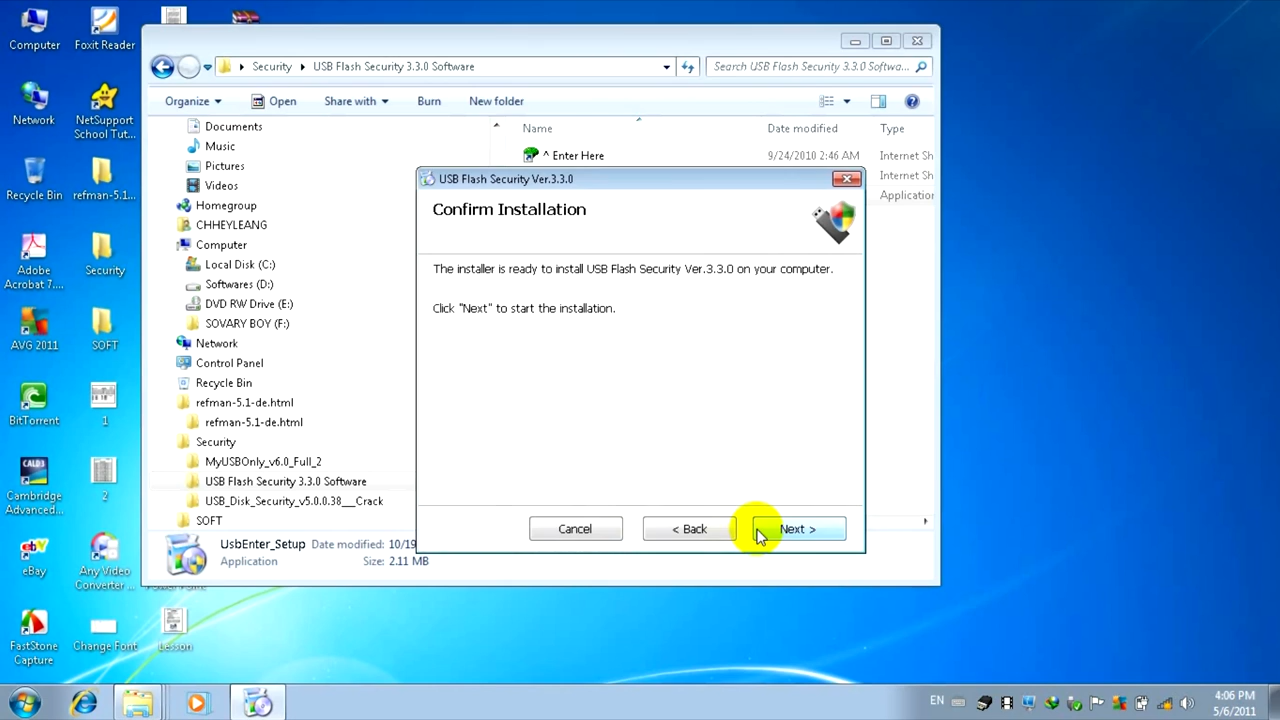 Computer
Foxit Reader
Network
NetSupport
School Tut...
Recycle Bin
refman-5.1...
Adobe
Acrobat 7....
Security
AVG 2011
SOFT
BitTorrent
1
Cambridge
Advanced...
2
eBay
Any Video
Converter ...
FastStone
Capture
Change Font
Lesson
Security
USB Flash Security 3.3.0 Software
Search USB Flash Security 3.3.0 Softwa...
Organize
Open
Share with
Burn
New folder
Documents
Music
Pictures
Videos
Homegroup
CHHEYLEANG
Computer
Local Disk (C:)
Softwares (D:)
DVD RW Drive (E:)
SOVARY BOY (F:)
Network
Control Panel
Recycle Bin
refman-5.1-de.html
refman-5.1-de.html
Security
MyUSBOnly_v6.0_Full_2
USB Flash Security 3.3.0 Software
USB_Disk_Security_v5.0.0.38___Crack
SOFT
Name
Date modified
Type
^ Enter Here
9/24/2010 2:46 AM
Internet Sh
Internet Sh
Application
USB Flash Security Ver.3.3.0
Confirm Installation
The installer is ready to install USB Flash Security Ver.3.3.0 on your computer.
Click "Next" to start the installation.
Cancel
< Back
Next >
UsbEnter_Setup
Date modified: 10/19
Application
Size: 2.11 MB
EN
4:06 PM
5/6/2011